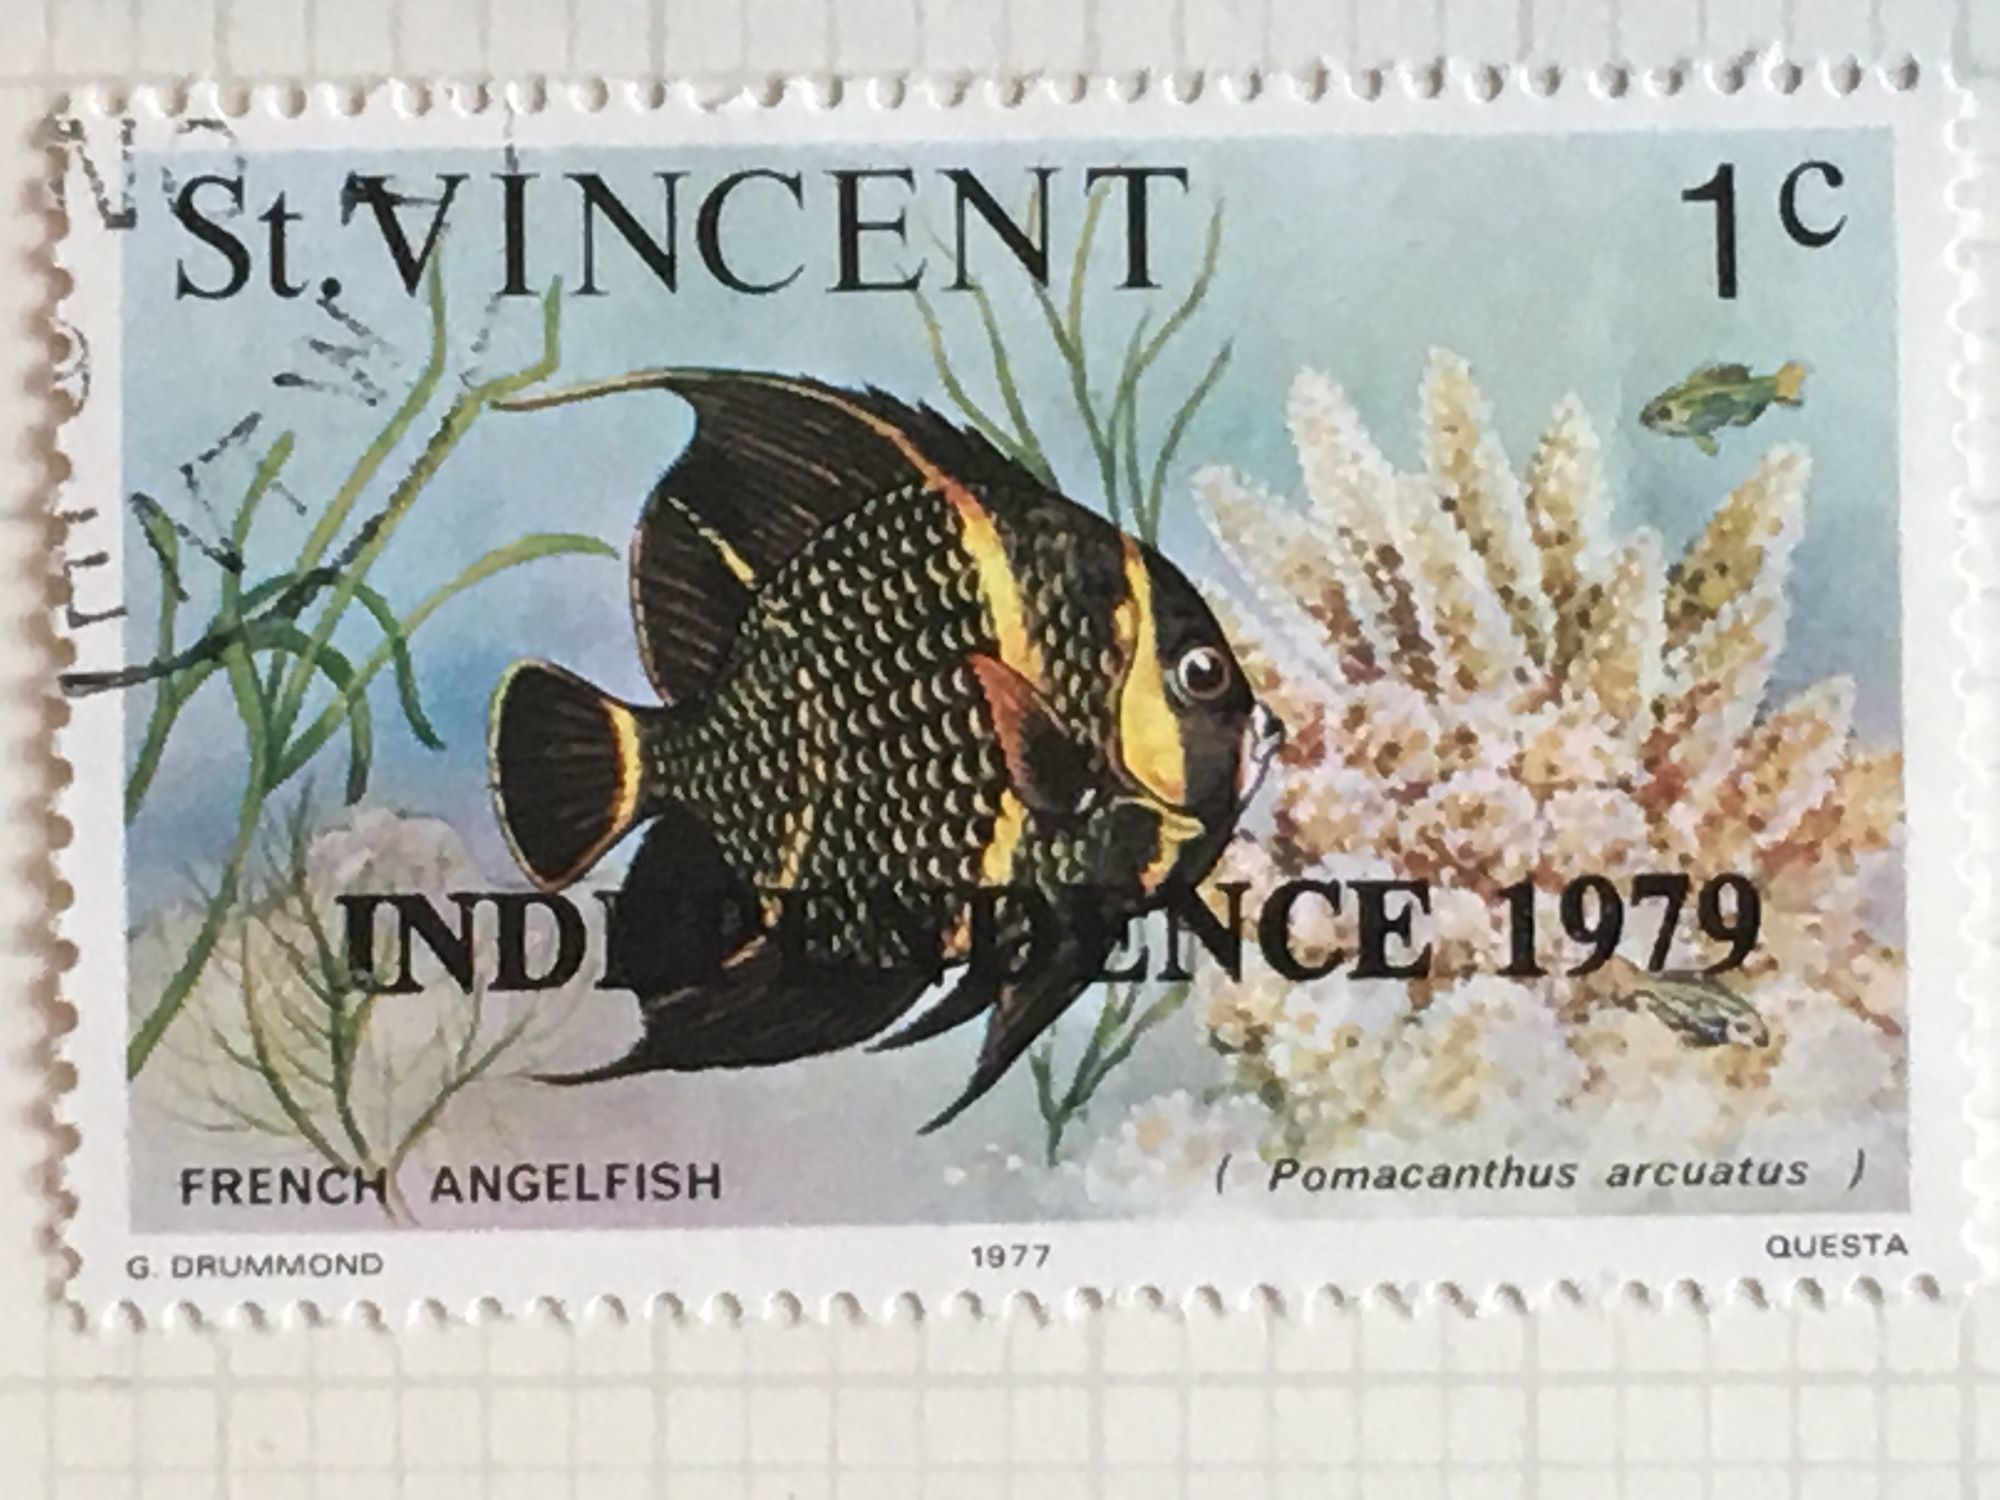 St. VINCENT 1c
INDEPENDENCE 1979
FRENCH ANGELFISH ( Pomacanthus arcuatus )
G. DRUMMOND 1977 QUESTA